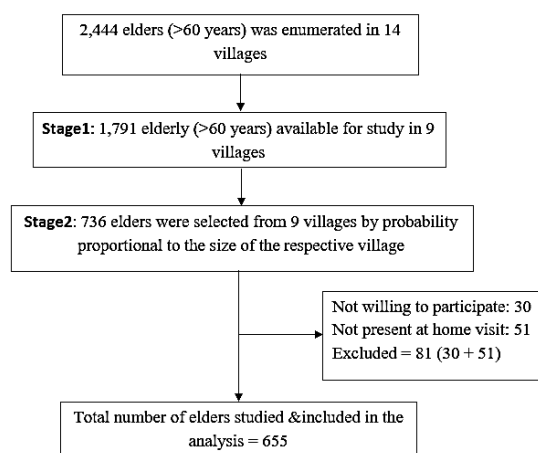 2,444 elders (>60 years) was enumerated in 14
villages
Stage1: 1,791 elderly (>60 years) available for study in 9
villages
Stage2: 736 elders were selected from 9 villages by probability
proportional to the size of the respective village
Not willing to participate: 30
Not present at home visit: 51
Excluded = 81 (30 + 51)
Total number of elders studied &included in the
analysis = 655